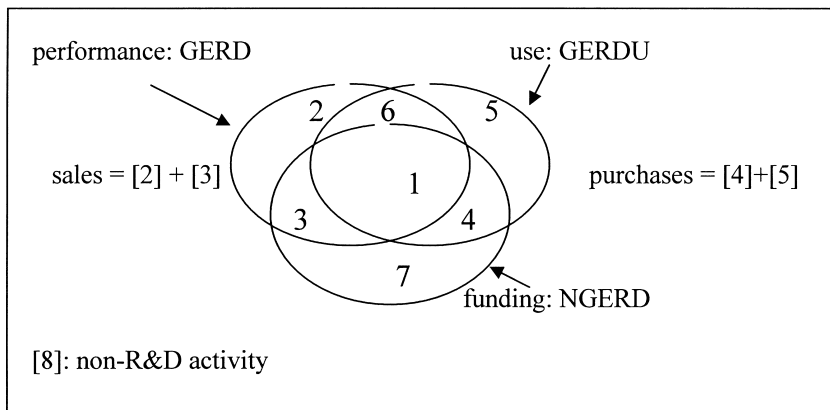 performance: GERD
use: GERDU
2
6
5
sales = [2] + [3]
1
purchases = [4]+[5]
3
4
7
funding: NGERD
[8]: non-R&D activity